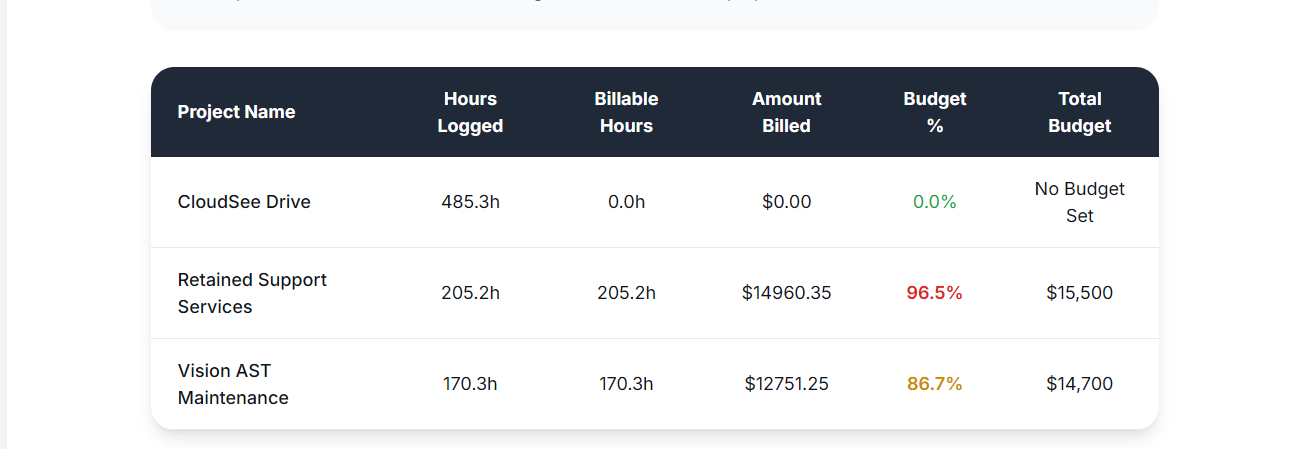 Project Name
Hours
Logged
Billable
Hours
Amount
Billed
Budget
%
Total
Budget
CloudSee Drive
485.3h
0.0h
$0.00
0.0%
No Budget
Set
Retained Support
Services
205.2h
205.2h
$14960.35
96.5%
$15,500
Vision AST
Maintenance
170.3h
170.3h
$12751.25
86.7%
$14,700